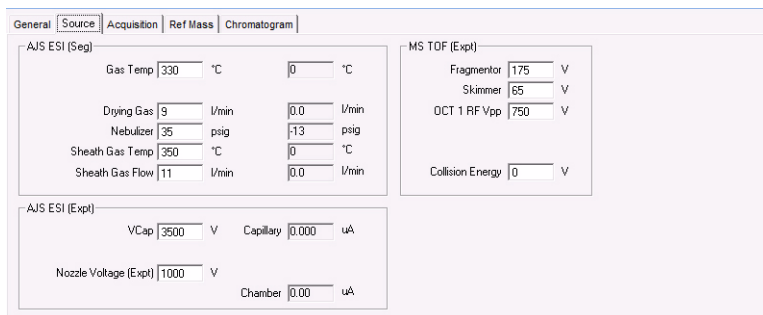 General Source Acquisition Ref Mass Chromatogram
AJS ESI (Seg)
Gas Temp 330 °C 0 °C
Drying Gas 9 l/min 0.0 l/min
Nebulizer 35 psig -13 psig
Sheath Gas Temp 350 °C 0 °C
Sheath Gas Flow 11 l/min 0.0 l/min
MS TOF (Expt)
Fragmentor 175 V
Skimmer 65 V
OCT 1 RF Vpp 750 V
Collision Energy 0 V
AJS ESI (Expt)
VCap 3500 V Capillary 0.000 uA
Nozzle Voltage (Expt) 1000 V
Chamber 0.00 uA